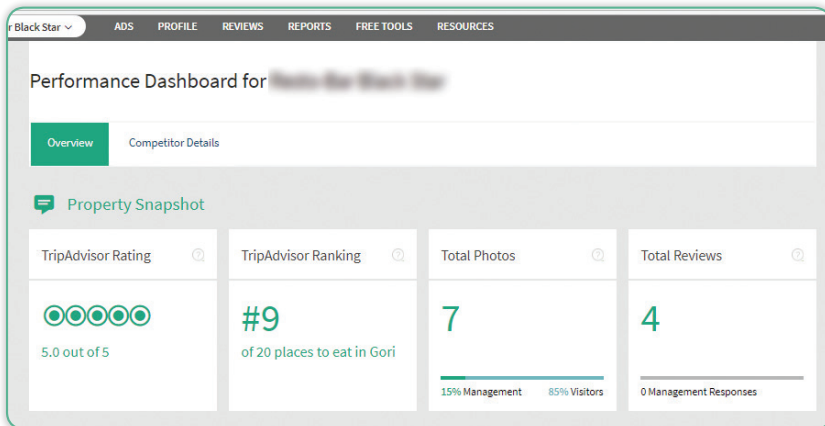 r Black Star ADS PROFILE REVIEWS REPORTS FREE TOOLS RESOURCES
Performance Dashboard for
Overview Competitor Details
Property Snapshot
TripAdvisor Rating TripAdvisor Ranking Total Photos Total Reviews
#9 7 4
5.0 out of 5 of 20 places to eat in Gori
15% Management 85% Visitors 0 Management Responses